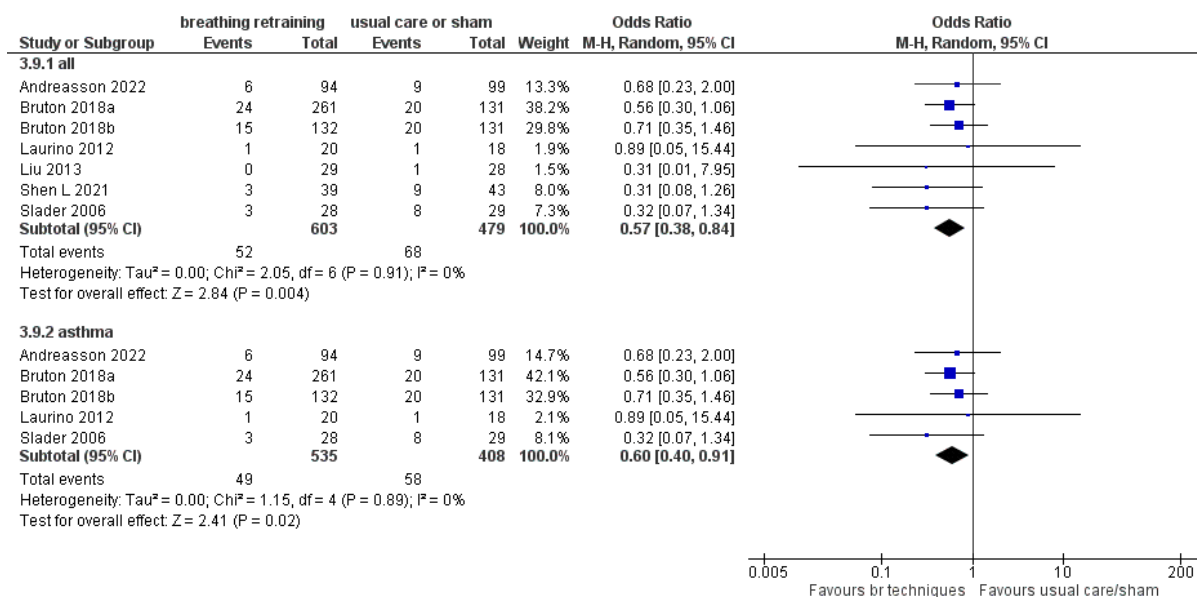 breathing retraining usual care or sham Odds Ratio Odds Ratio
Study or Subgroup Events Total Events Total Weight M-H, Random, 95% CI M-H, Random, 95% CI
3.9.1 all
Andreasson 2022 6 94 9 99 13.3% 0.68 [0.23, 2.00]
Bruton 2018a 24 261 20 131 38.2% 0.56 [0.30, 1.06]
Bruton 2018b 15 132 20 131 29.8% 0.71 [0.35, 1.46]
Laurino 2012 1 20 1 18 1.9% 0.89 [0.05, 15.44]
Liu 2013 0 29 1 28 1.5% 0.31 [0.01, 7.95]
Shen L 2021 3 39 9 43 8.0% 0.31 [0.08, 1.26]
Slader 2006 3 28 8 29 7.3% 0.32 [0.07, 1.34]
Subtotal (95% CI) 603 479 100.0% 0.57 [0.38, 0.84]
Total events 52 68
Heterogeneity: Tau² = 0.00; Chi² = 2.05, df = 6 (P = 0.91); I² = 0%
Test for overall effect: Z = 2.84 (P = 0.004)
3.9.2 asthma
Andreasson 2022 6 94 9 99 14.7% 0.68 [0.23, 2.00]
Bruton 2018a 24 261 20 131 42.1% 0.56 [0.30, 1.06]
Bruton 2018b 15 132 20 131 32.9% 0.71 [0.35, 1.46]
Laurino 2012 1 20 1 18 2.1% 0.89 [0.05, 15.44]
Slader 2006 3 28 8 29 8.1% 0.32 [0.07, 1.34]
Subtotal (95% CI) 535 408 100.0% 0.60 [0.40, 0.91]
Total events 49 58
Heterogeneity: Tau² = 0.00; Chi² = 1.15, df = 4 (P = 0.89); I² = 0%
Test for overall effect: Z = 2.41 (P = 0.02)
0.005 0.1 1 10 200
Favours br techniques Favours usual care/sham